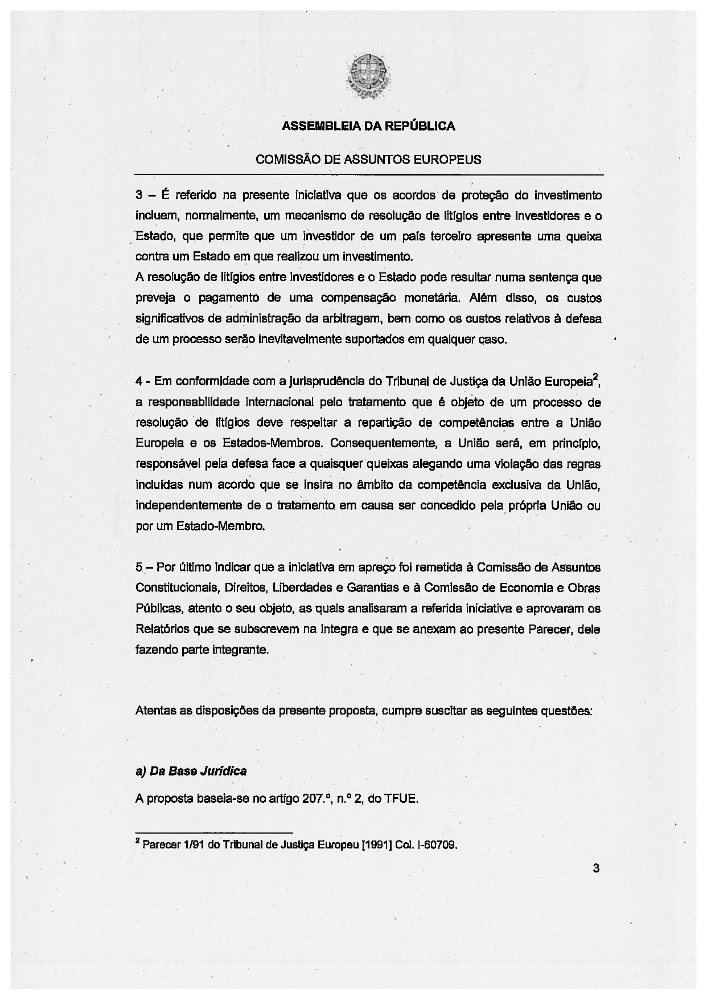 ASSEMBLEIA DA REPÚBLICA
COMISSÃO DE ASSUNTOS EUROPEUS
3 – É referido na presente iniciativa que os acordos de proteção do investimento
incluem, normalmente, um mecanismo de resolução de litígios entre investidores e o
Estado, que permite que um investidor de um país terceiro apresente uma queixa
contra um Estado em que realizou um investimento.
A resolução de litígios entre investidores e o Estado pode resultar numa sentença que
preveja o pagamento de uma compensação monetária. Além disso, os custos
significativos de administração da arbitragem, bem como os custos relativos à defesa
de um processo serão inevitavelmente suportados em qualquer caso.
4 - Em conformidade com a jurisprudência do Tribunal de Justiça da União Europeia²,
a responsabilidade internacional pelo tratamento que é objeto de um processo de
resolução de litígios deve respeitar a repartição de competências entre a União
Europeia e os Estados-Membros. Consequentemente, a União será, em princípio,
responsável pela defesa face a quaisquer queixas alegando uma violação das regras
incluídas num acordo que se insira no âmbito da competência exclusiva da União,
independentemente de o tratamento em causa ser concedido pela própria União ou
por um Estado-Membro.
5 – Por último indicar que a iniciativa em apreço foi remetida à Comissão de Assuntos
Constitucionais, Direitos, Liberdades e Garantias e à Comissão de Economia e Obras
Públicas, atento o seu objeto, as quais analisaram a referida iniciativa e aprovaram os
Relatórios que se subscrevem na íntegra e que se anexam ao presente Parecer, dele
fazendo parte integrante.
Atentas as disposições da presente proposta, cumpre suscitar as seguintes questões:
a) Da Base Jurídica
A proposta baseia-se no artigo 207.º, n.º 2, do TFUE.
² Parecer 1/91 do Tribunal de Justiça Europeu [1991] Col. I-60709.
3